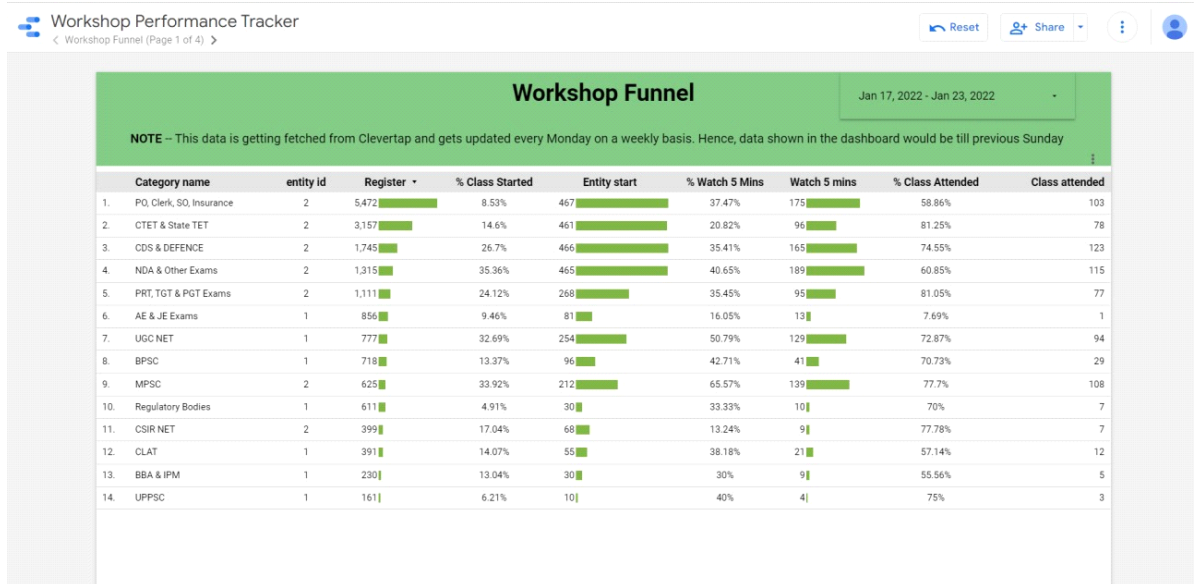 Workshop Performance Tracker
Workshop Funnel (Page 1 of 4)
Reset
Share
Workshop Funnel
Jan 17, 2022 - Jan 23, 2022
NOTE -- This data is getting fetched from Clevertap and gets updated every Monday on a weekly basis. Hence, data shown in the dashboard would be till previous Sunday
Category name entity id Register % Class Started Entity start % Watch 5 Mins Watch 5 mins % Class Attended Class attended
1. PO, Clerk, SO, Insurance 2 5,472 8.53% 467 37.47% 175 58.86% 103
2. CTET & State TET 2 3,157 14.6% 461 20.82% 96 81.25% 78
3. CDS & DEFENCE 2 1,745 26.7% 466 35.41% 165 74.55% 123
4. NDA & Other Exams 2 1,315 35.36% 465 40.65% 189 60.85% 115
5. PRT, TGT & PGT Exams 2 1,111 24.12% 268 35.45% 95 81.05% 77
6. AE & JE Exams 1 856 9.46% 81 16.05% 13 7.69% 1
7. UGC NET 1 777 32.69% 254 50.79% 129 72.87% 94
8. BPSC 1 718 13.37% 96 42.71% 41 70.73% 29
9. MPSC 2 625 33.92% 212 65.57% 139 77.7% 108
10. Regulatory Bodies 1 611 4.91% 30 33.33% 10 70% 7
11. CSIR NET 2 399 17.04% 68 13.24% 9 77.78% 7
12. CLAT 1 391 14.07% 55 38.18% 21 57.14% 12
13. BBA & IPM 1 230 13.04% 30 30% 9 55.56% 5
14. UPPSC 1 161 6.21% 10 40% 4 75% 3